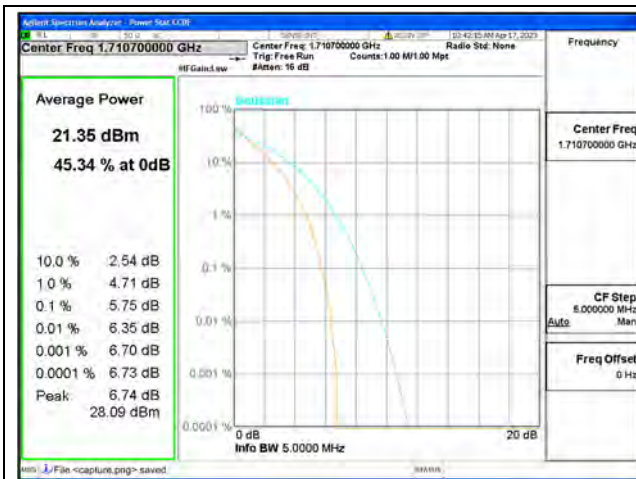 Agilent Spectrum Analyzer - Power Stat CCDF
Center Freq 1.710700000 GHz
Center Freq: 1.710700000 GHz
10:42:15 AM Apr 17, 2023
Trig: Free Run
Counts:1.00 M/1.00 Mpt
Radio Std: None
#IFGain:Low
#Atten: 16 dB
Frequency
Average Power
21.35 dBm
45.34 % at 0dB
10.0 % 2.54 dB
1.0 % 4.71 dB
0.1 % 5.75 dB
0.01 % 6.35 dB
0.001 % 6.70 dB
0.0001 % 6.73 dB
Peak 6.74 dB
28.09 dBm
Gaussian
100 %
10 %
1 %
0.1 %
0.01 %
0.001 %
0.0001 %
0 dB
20 dB
Info BW 5.0000 MHz
Center Freq
1.710700000 GHz
CF Step
5.000000 MHz
Auto Man
Freq Offset
0 Hz
MSG
File <capture.png> saved
STATUS